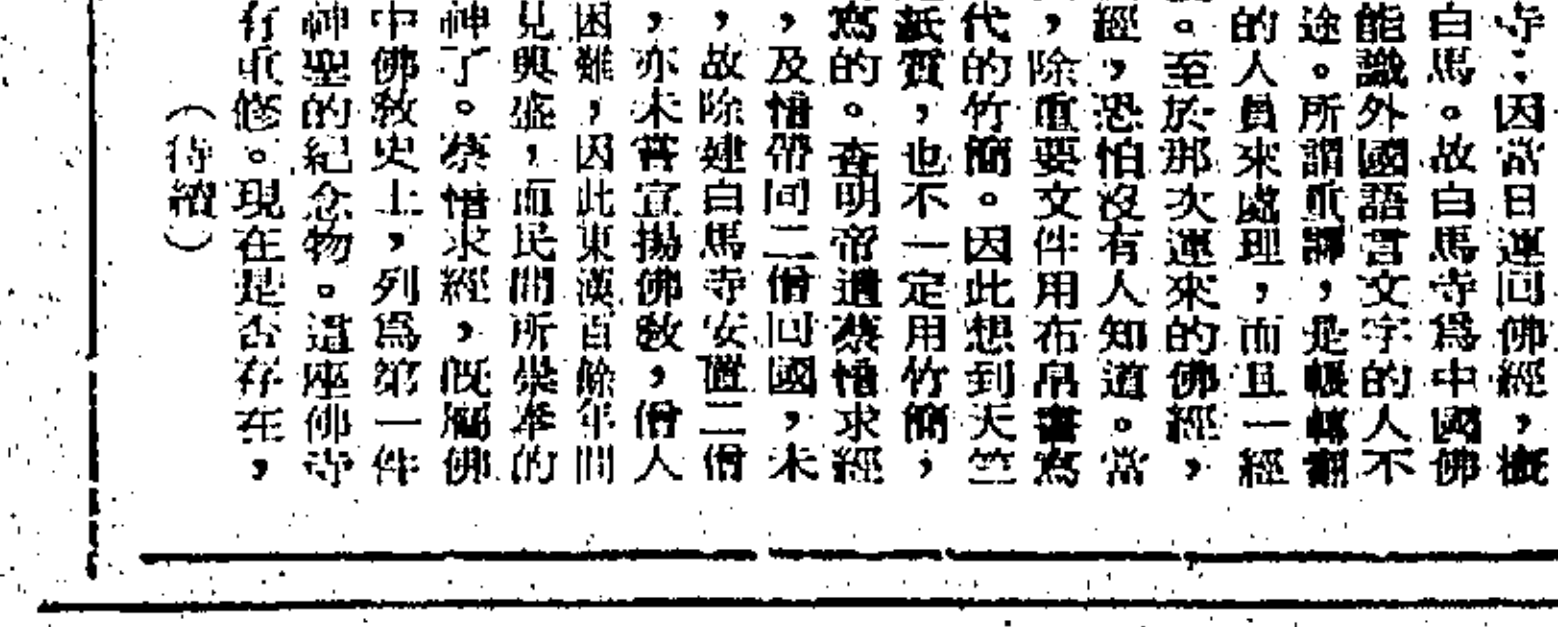 寺：因當日運回佛經，概
白馬。故白馬寺爲中國佛
能識外國語言文字的人不
途。所謂重譯，是輾轉翻
的人員來處理，而且一經
。至於那次運來的佛經，
經，恐怕沒有人知道。當
，除重要文件用布帛書寫
代的竹簡。因此想到天竺
紙質，也不一定用竹簡，
寫的。查明帝遣蔡愔求經
，及愔帶同二僧回國，未
，故除建白馬寺安置二僧
，亦未嘗宣揚佛敎，僧人
困難，因此東漢百餘年間
見興盛，而民間所崇奉的
神了。蔡愔求經，旣屬佛
中佛敎史上，列爲第一件
神聖的紀念物。這座佛寺
有重修。現在是否存在，
（待續）